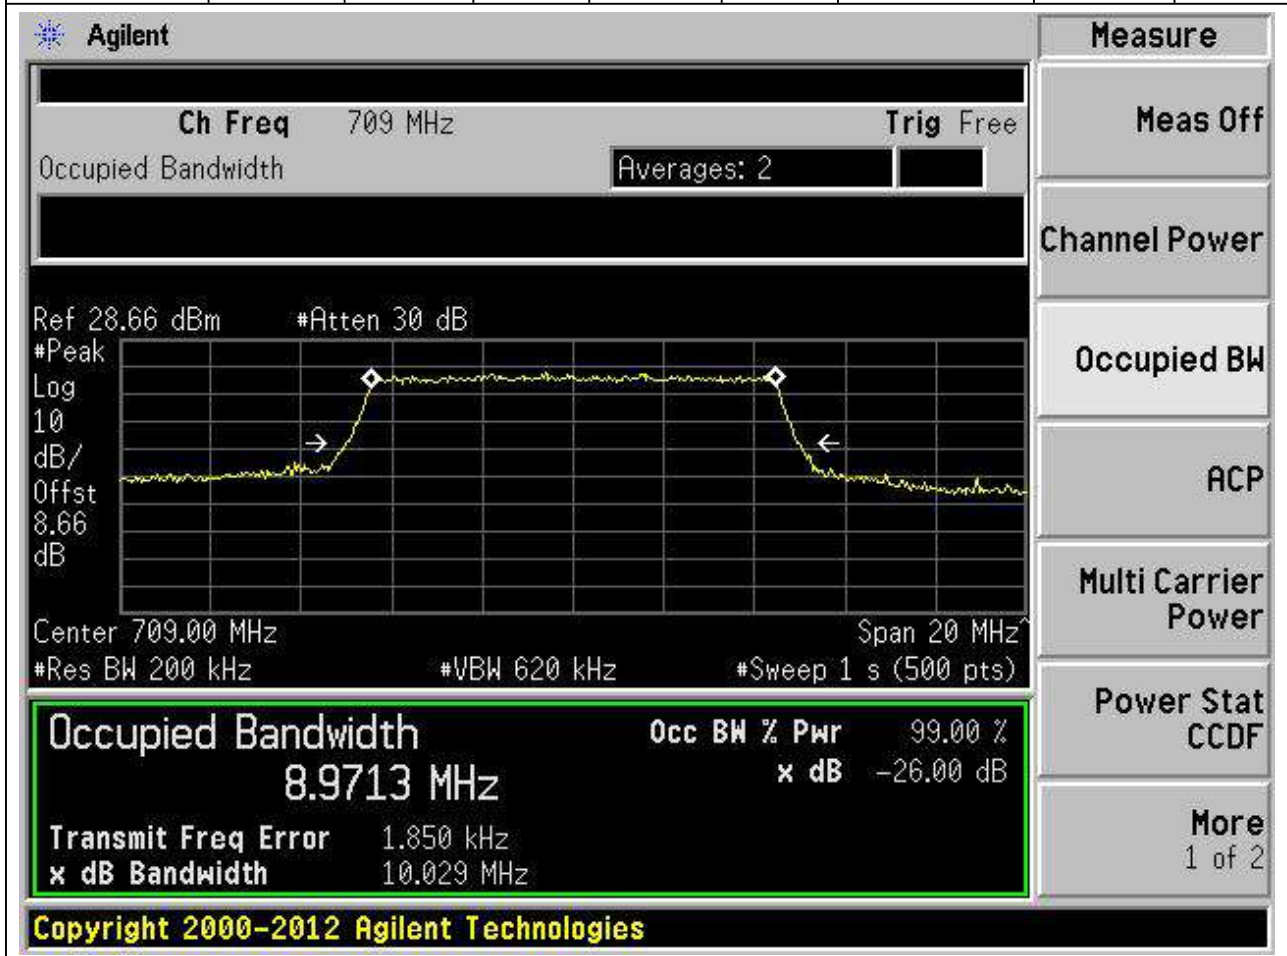 Agilent
Measure
Ch Freq 709 MHz Trig Free
Occupied Bandwidth Averages: 2
Ref 28.66 dBm #Atten 30 dB
#Peak
Log
10
dB/
Offst
8.66
dB
Center 709.00 MHz Span 20 MHz^
#Res BW 200 kHz #VBW 620 kHz #Sweep 1 s (500 pts)
Occupied Bandwidth Occ BW % Pwr 99.00 %
8.9713 MHz x dB -26.00 dB
Transmit Freq Error 1.850 kHz
x dB Bandwidth 10.029 MHz
Copyright 2000-2012 Agilent Technologies
Meas Off
Channel Power
Occupied BW
ACP
Multi Carrier
Power
Power Stat
CCDF
More
1 of 2